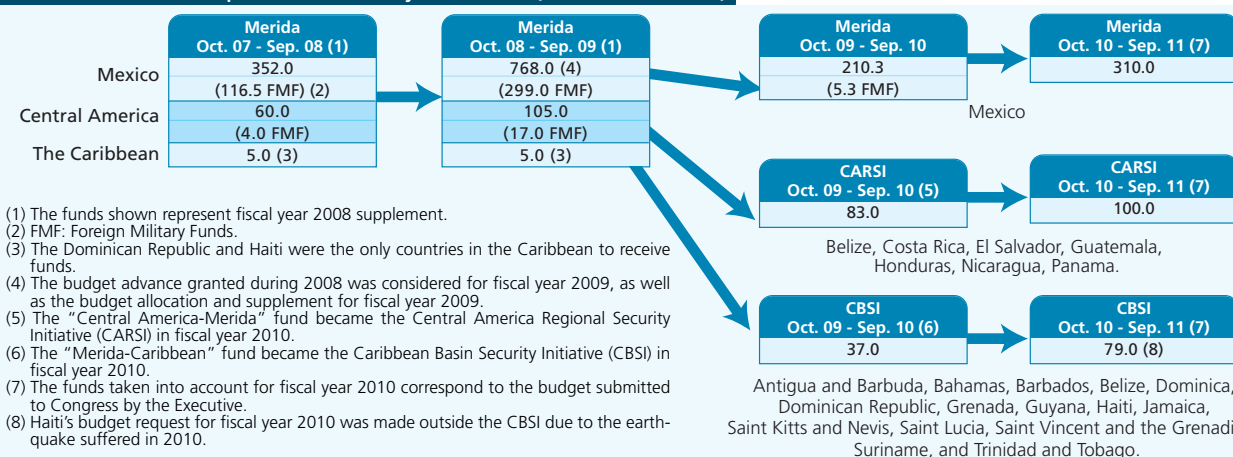 Merida
Oct. 07 - Sep. 08 (1)
Merida
Oct. 08 - Sep. 09 (1)
Merida
Oct. 09 - Sep. 10
Merida
Oct. 10 - Sep. 11 (7)
Mexico
352.0
768.0 (4)
210.3
310.0
(116.5 FMF) (2)
(299.0 FMF)
(5.3 FMF)
Mexico
Central America
60.0
105.0
(4.0 FMF)
(17.0 FMF)
The Caribbean
5.0 (3)
5.0 (3)
CARSI
Oct. 09 - Sep. 10 (5)
83.0
CARSI
Oct. 10 - Sep. 11 (7)
100.0
Belize, Costa Rica, El Salvador, Guatemala,
Honduras, Nicaragua, Panama.
CBSI
Oct. 09 - Sep. 10 (6)
37.0
CBSI
Oct. 10 - Sep. 11 (7)
79.0 (8)
Antigua and Barbuda, Bahamas, Barbados, Belize, Dominica,
Dominican Republic, Grenada, Guyana, Haiti, Jamaica,
Saint Kitts and Nevis, Saint Lucia, Saint Vincent and the Grenadi
Suriname, and Trinidad and Tobago.
(1) The funds shown represent fiscal year 2008 supplement.
(2) FMF: Foreign Military Funds.
(3) The Dominican Republic and Haiti were the only countries in the Caribbean to receive
funds.
(4) The budget advance granted during 2008 was considered for fiscal year 2009, as well
as the budget allocation and supplement for fiscal year 2009.
(5) The "Central America-Merida" fund became the Central America Regional Security
Initiative (CARSI) in fiscal year 2010.
(6) The "Merida-Caribbean" fund became the Caribbean Basin Security Initiative (CBSI) in
fiscal year 2010.
(7) The funds taken into account for fiscal year 2010 correspond to the budget submitted
to Congress by the Executive.
(8) Haiti's budget request for fiscal year 2010 was made outside the CBSI due to the earth-
quake suffered in 2010.